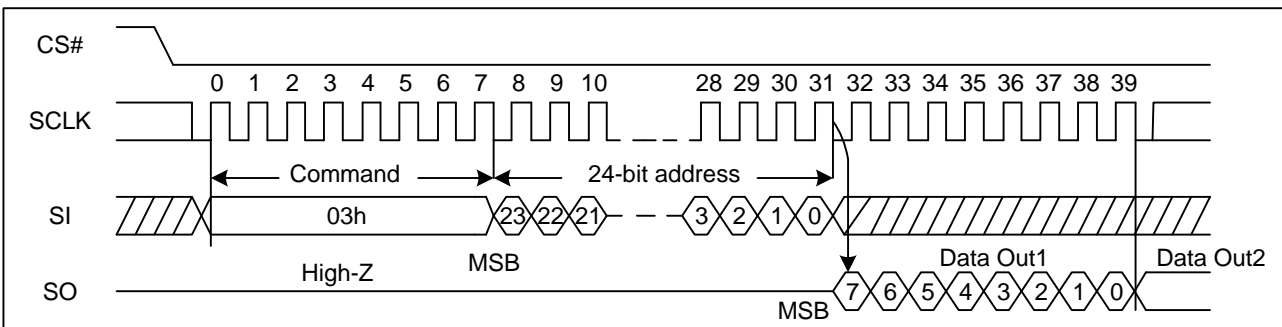 CS#
0 1 2 3 4 5 6 7 8 9 10 28 29 30 31 32 33 34 35 36 37 38 39
SCLK
Command 24-bit address
SI 03h 23 22 21 3 2 1 0
High-Z MSB Data Out1 Data Out2
SO MSB 7 6 5 4 3 2 1 0